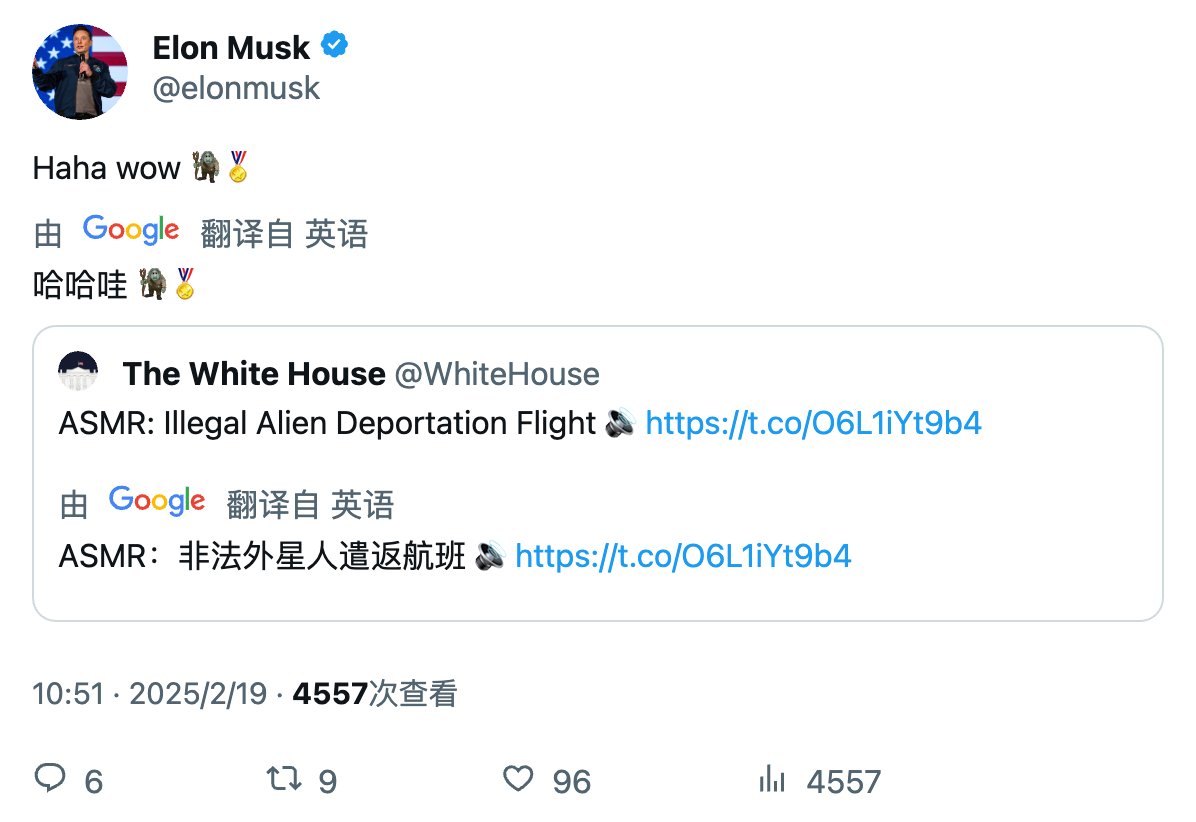 Elon Musk
@elonmusk
Haha wow 🧌🏅
由 Google 翻译自 英语
哈哈哇 🧌🏅
The White House @WhiteHouse
ASMR: Illegal Alien Deportation Flight 🔊 https://t.co/O6L1iYt9b4
由 Google 翻译自 英语
ASMR：非法外星人遣返航班 🔊 https://t.co/O6L1iYt9b4
10:51 · 2025/2/19 · 4557次查看
6 9 96 4557